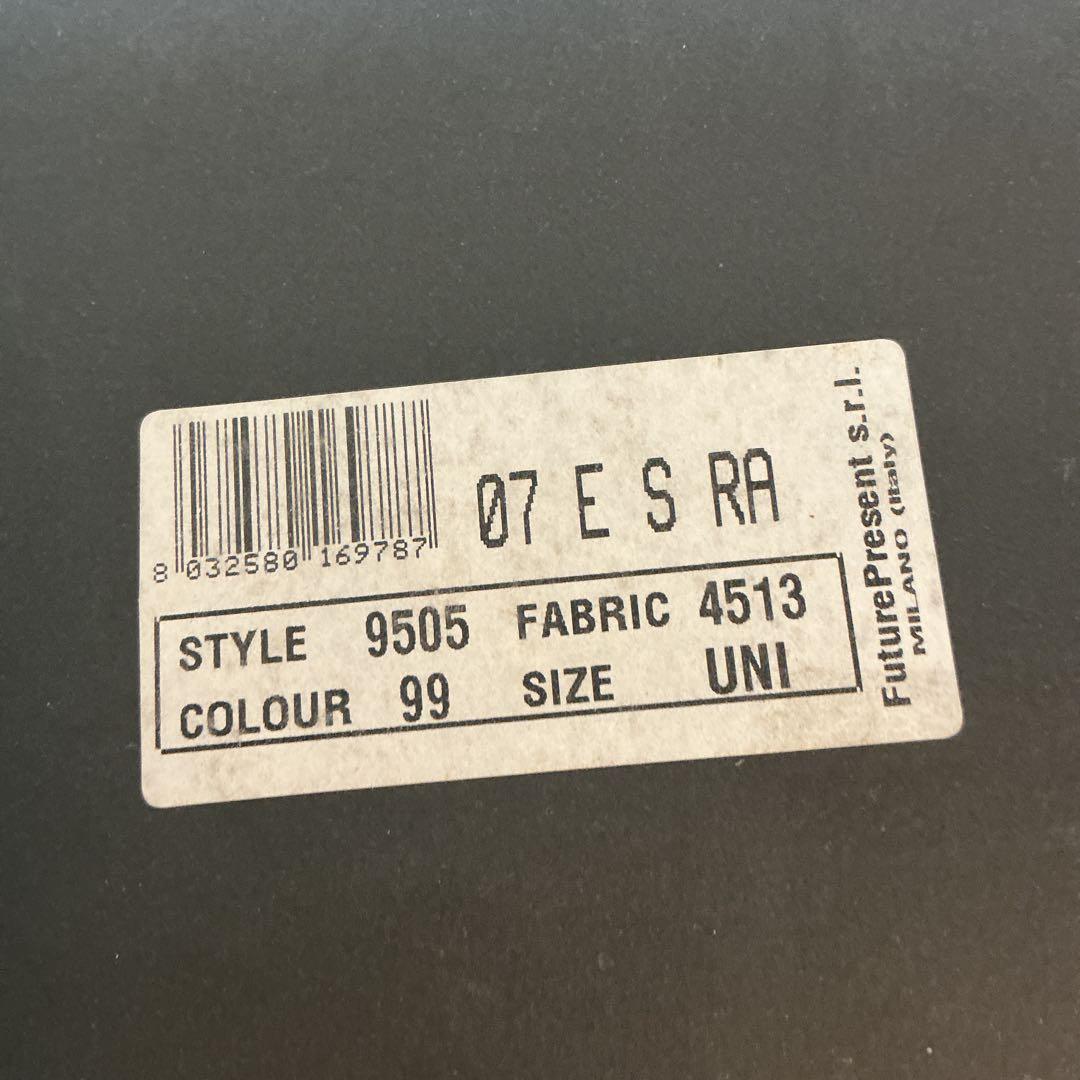 8 032580 169787
07 E S RA
STYLE 9505 FABRIC 4513
COLOUR 99 SIZE UNI
FuturePresent s.r.l.
MILANO (Italy)